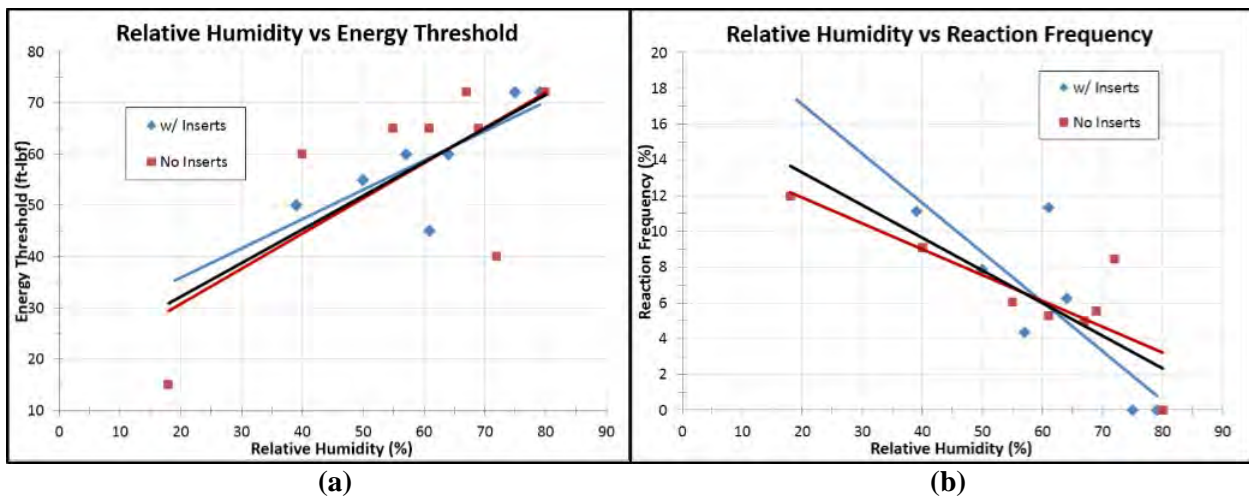 Relative Humidity vs Energy Threshold
80
70
60
50
40
30
20
10
Energy Threshold (ft-lbf)
w/ Inserts
No Inserts
0 10 20 30 40 50 60 70 80 90
Relative Humidity (%)
(a)
Relative Humidity vs Reaction Frequency
20
18
16
14
12
10
8
6
4
2
0
Reaction Frequency (%)
w/ Inserts
No Inserts
0 10 20 30 40 50 60 70 80 90
Relative Humidity (%)
(b)